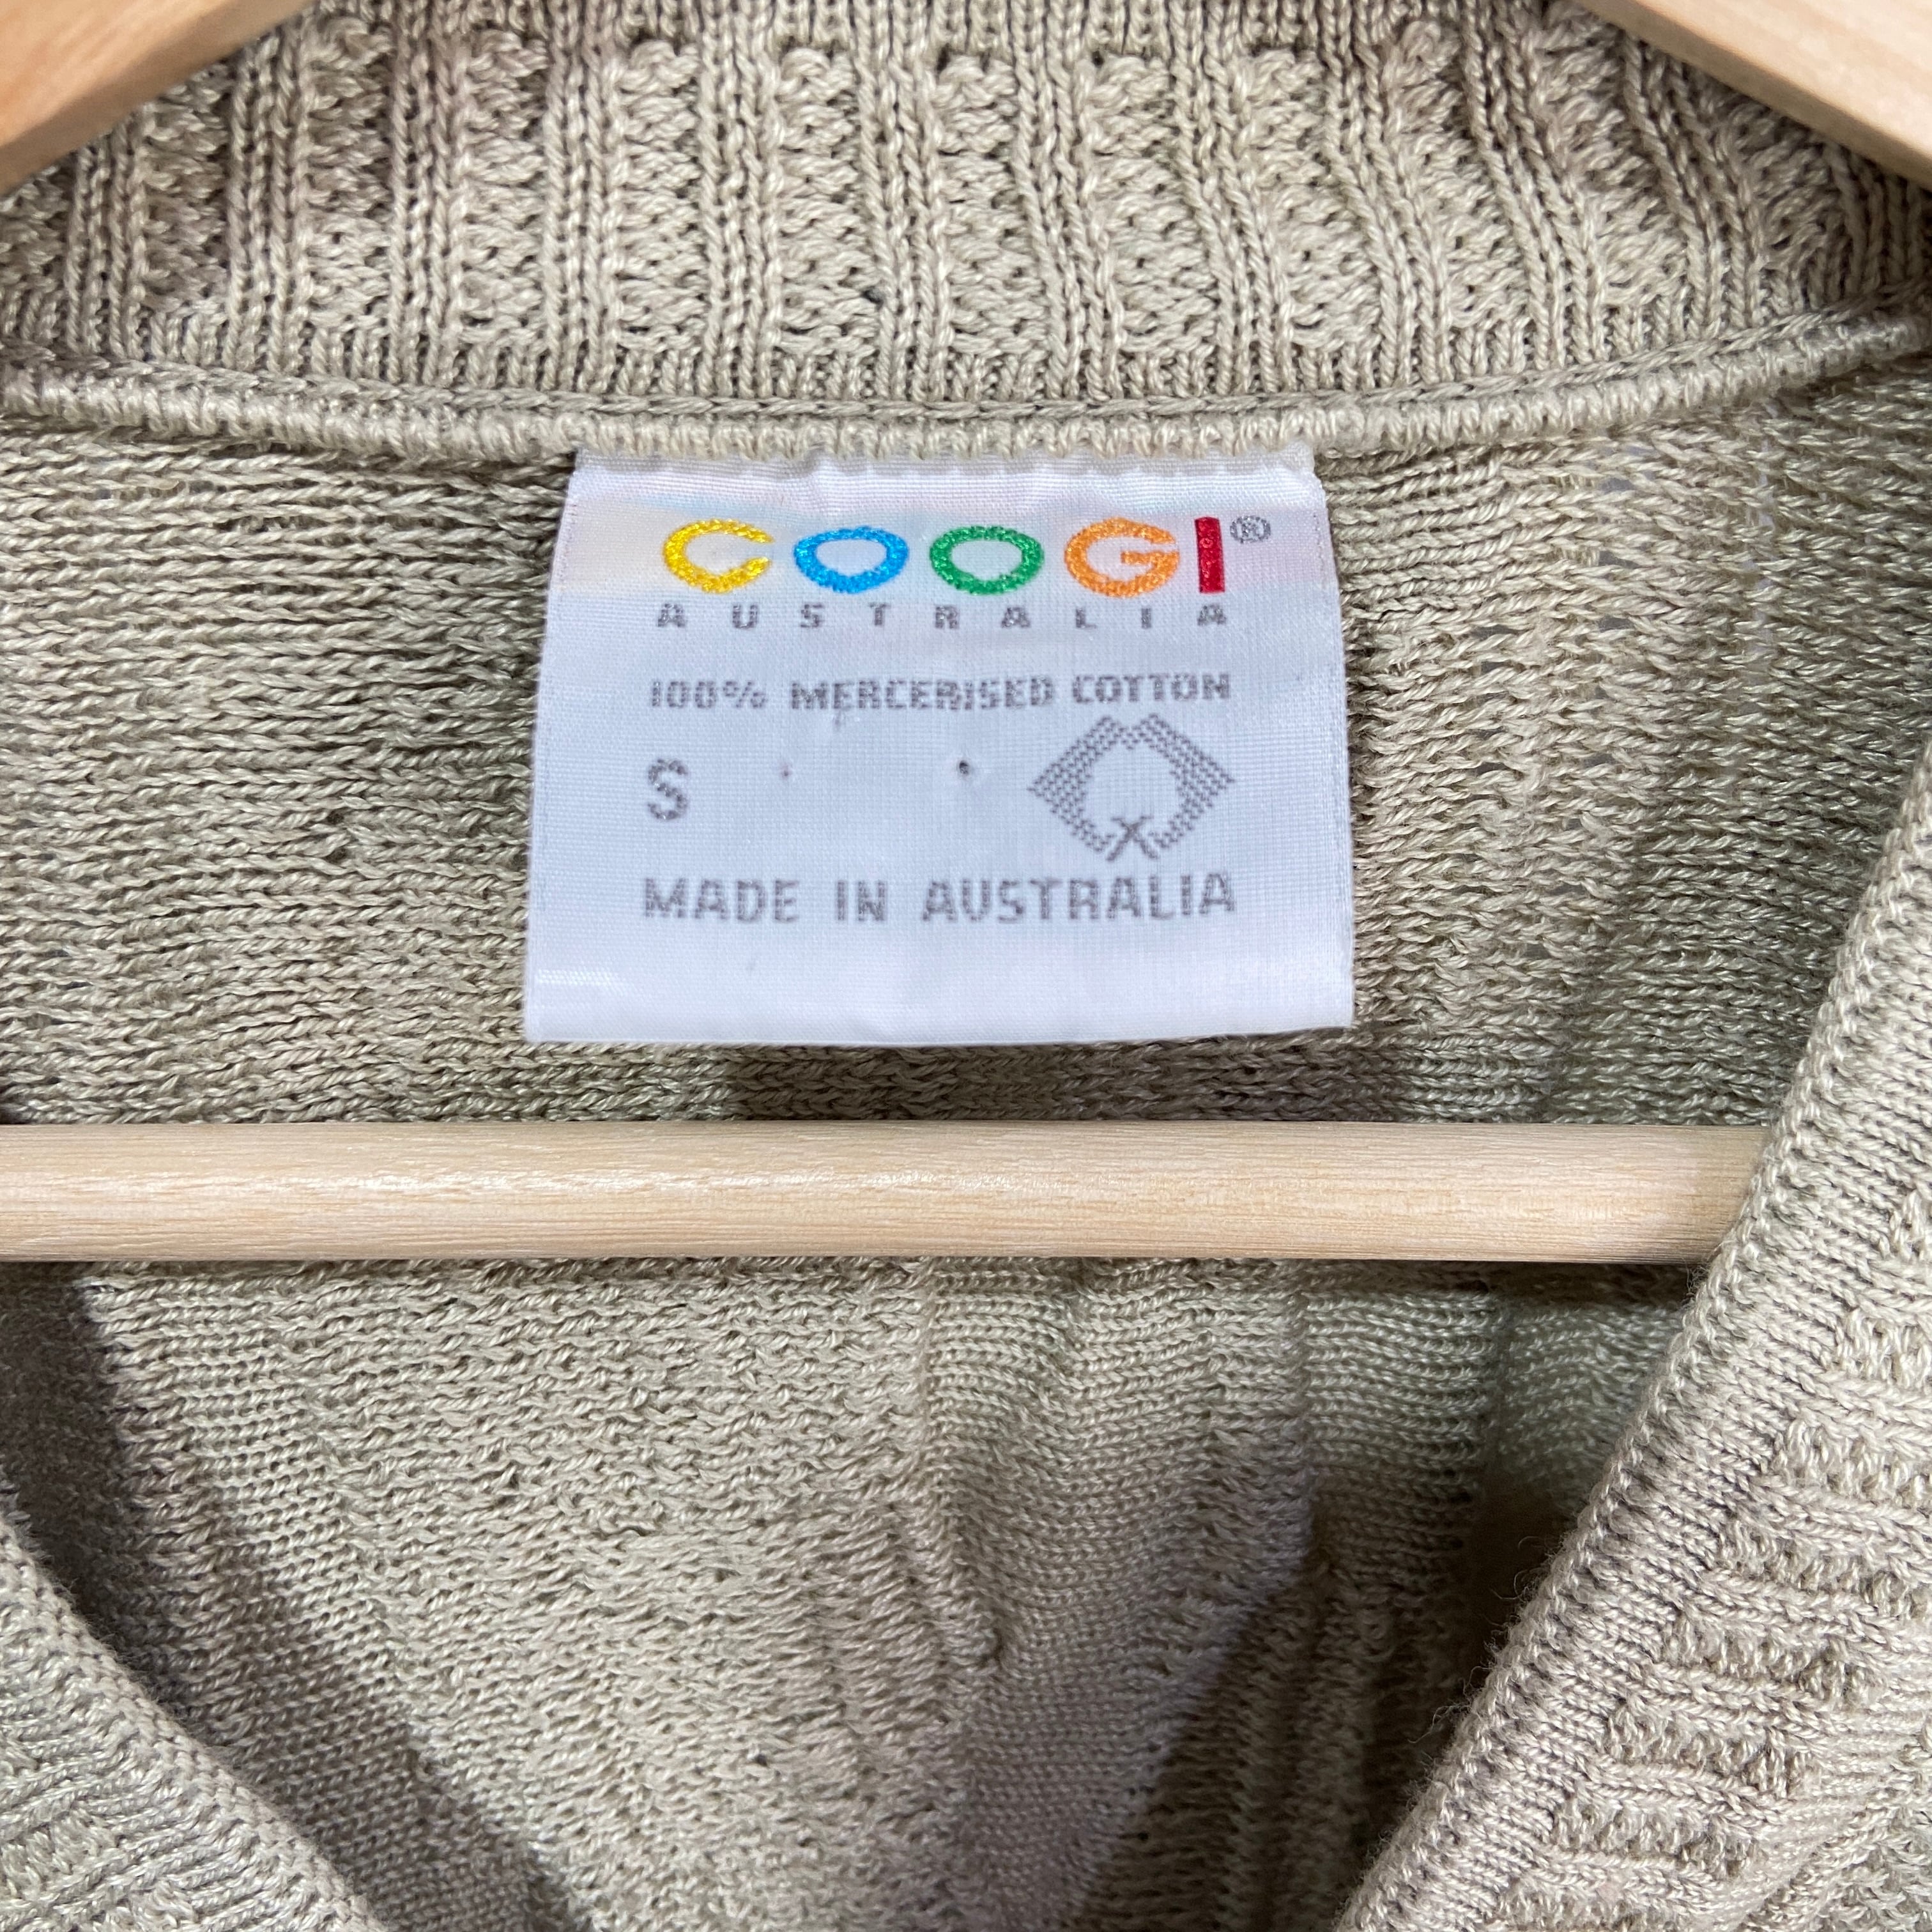 COOGI®
AUSTRALIA
100% MERCERISED COTTON
S
MADE IN AUSTRALIA